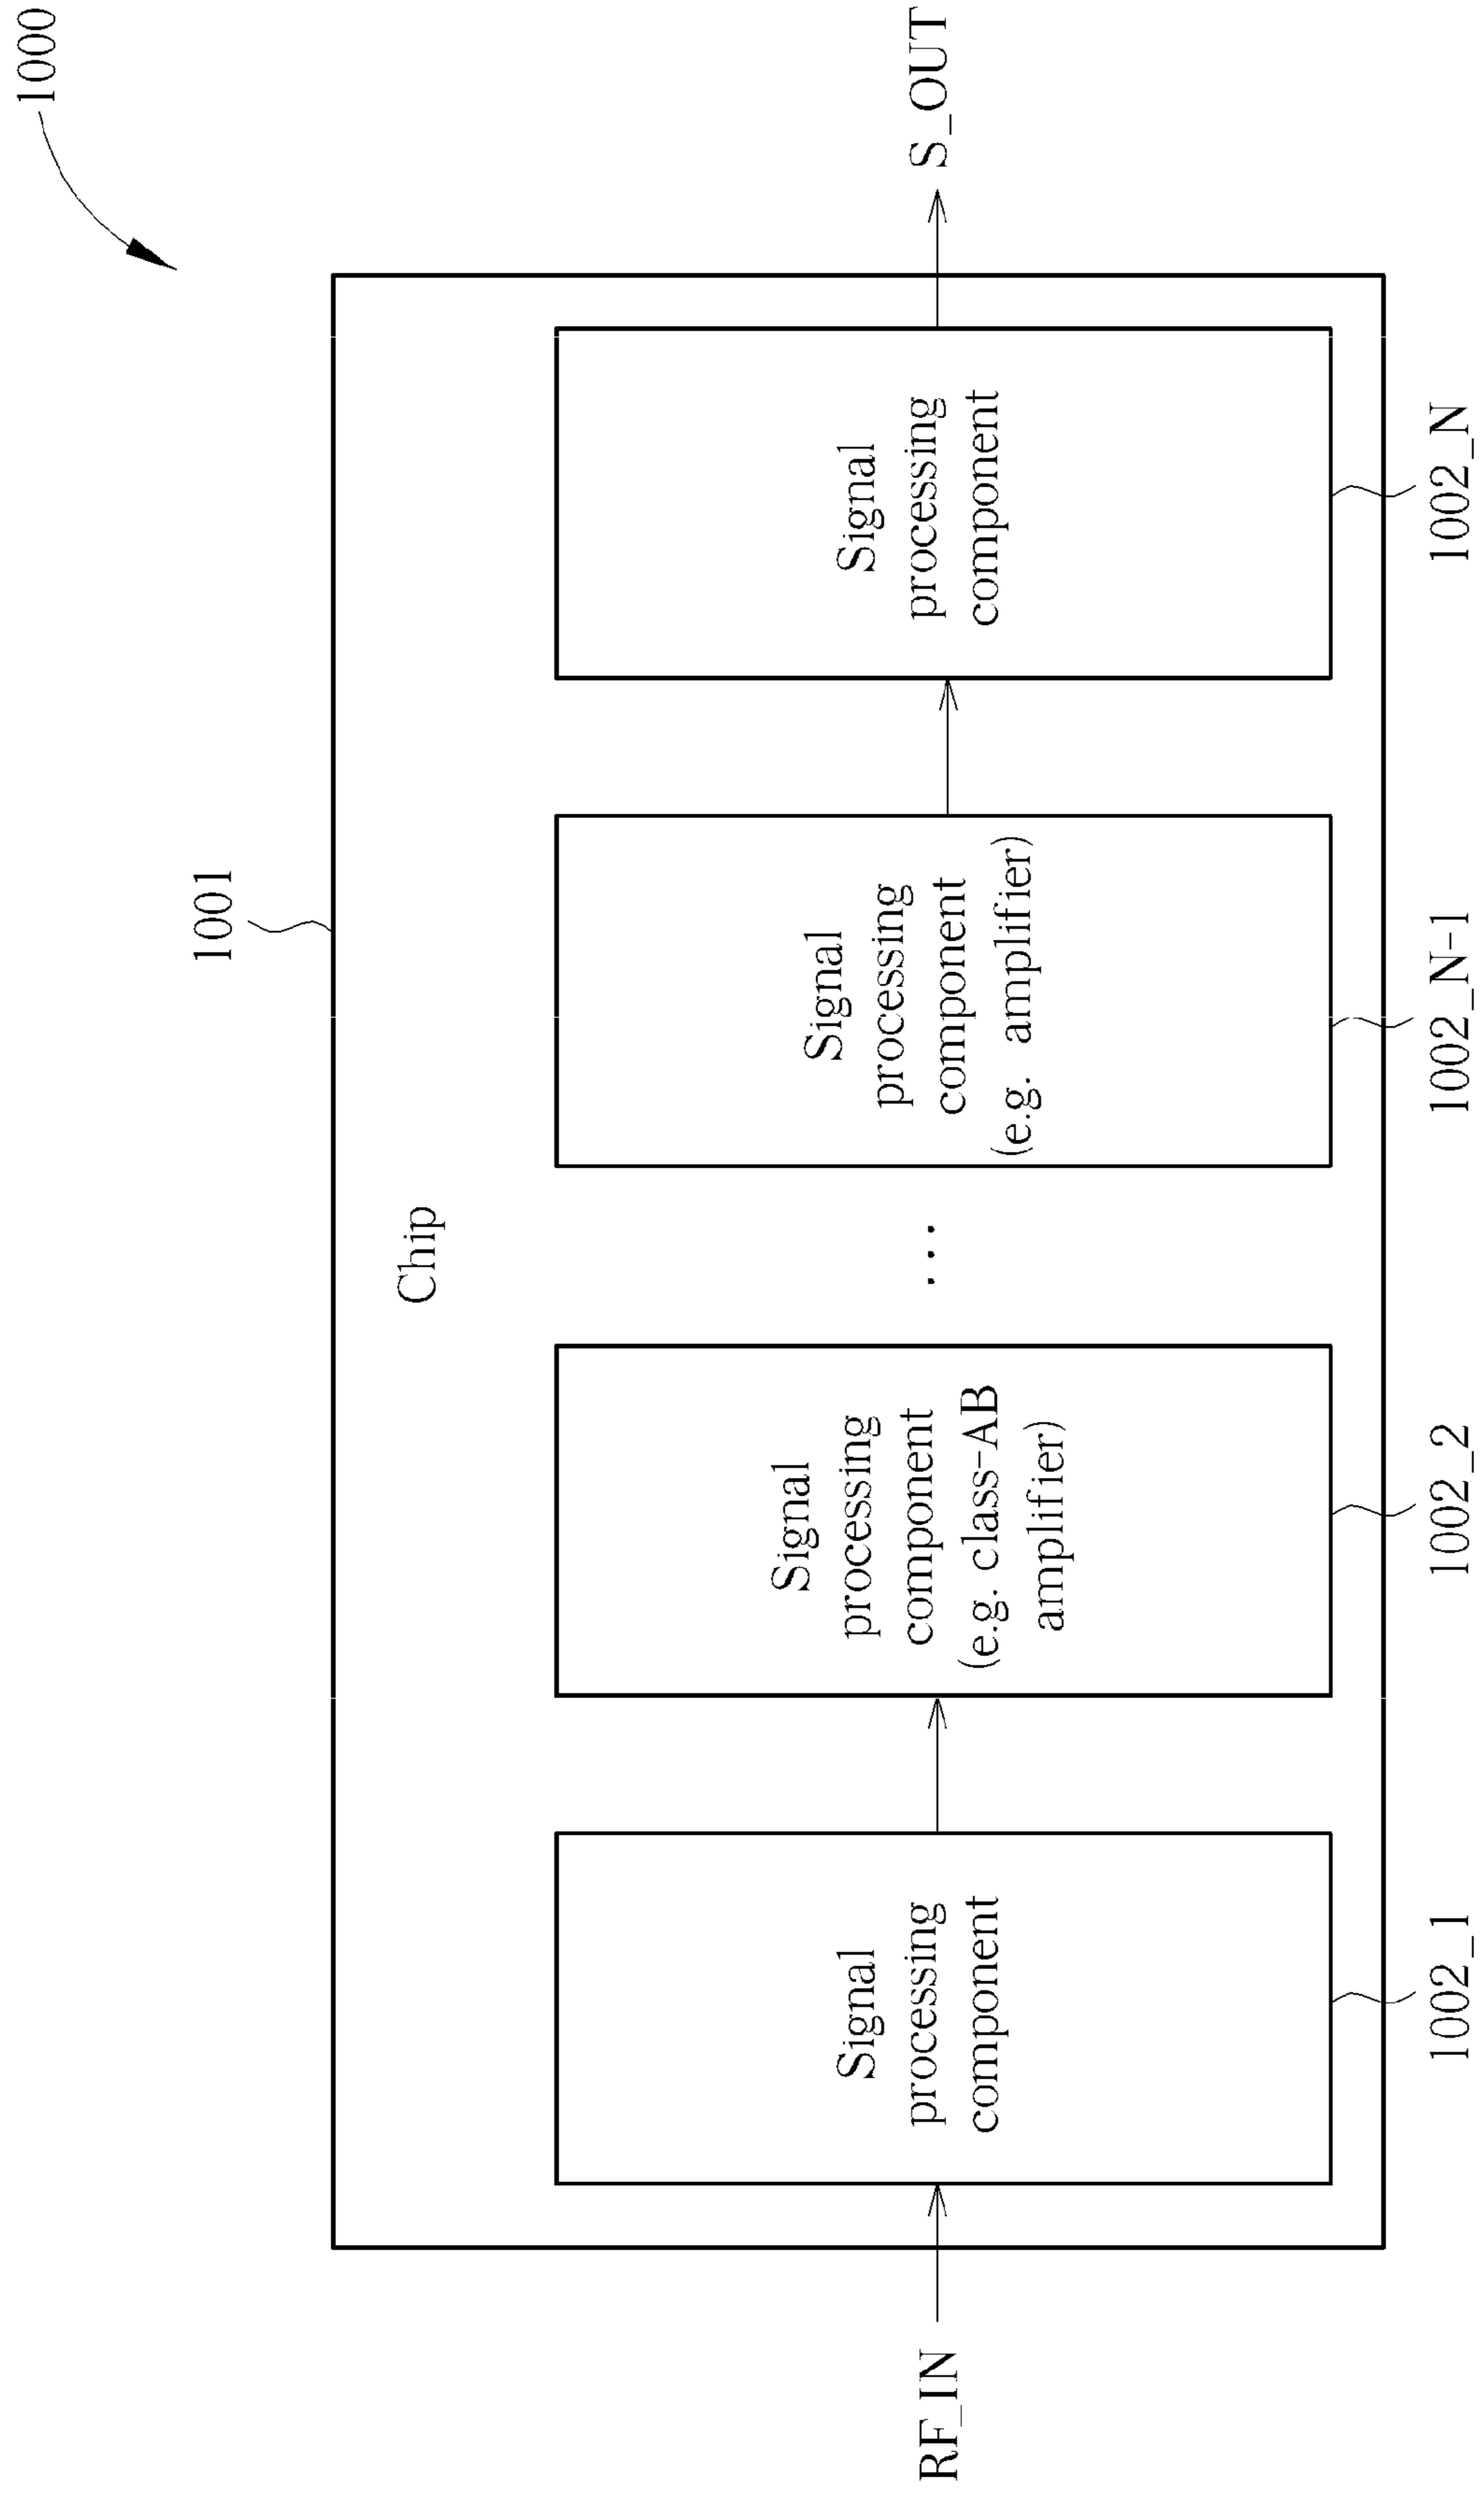 1000
1001
Chip
RF_IN
Signal
processing
component
Signal
processing
component
(e.g. class-AB
amplifier)
...
Signal
processing
component
(e.g. amplifier)
Signal
processing
component
S_OUT
1002_1
1002_2
1002_N-1
1002_N